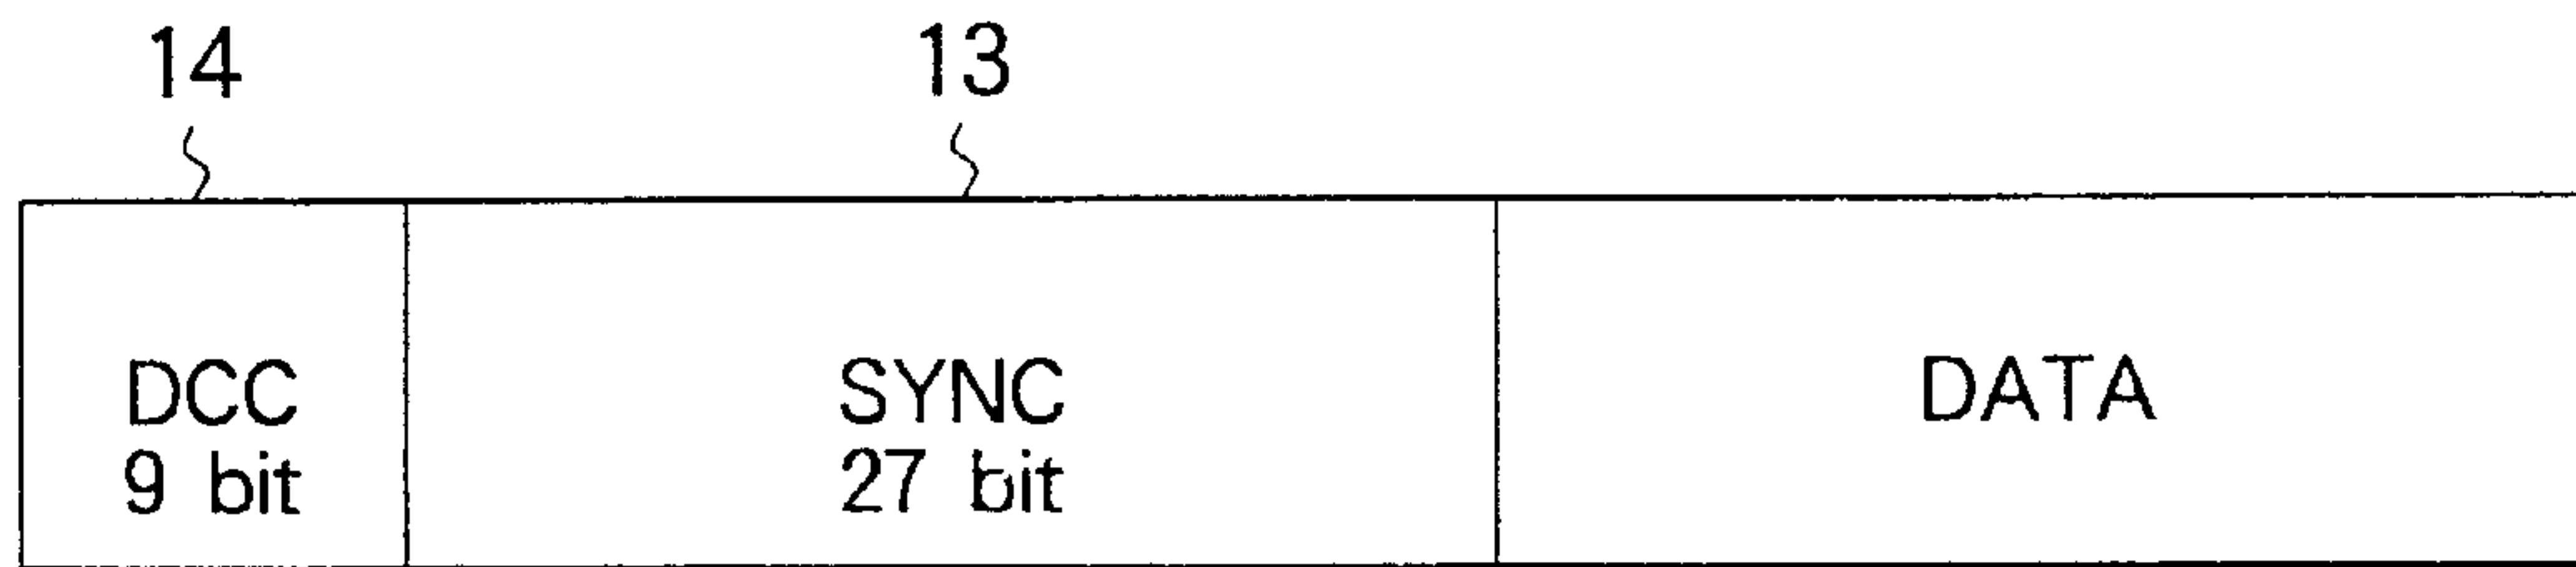 14 13
DCC SYNC DATA
9 bit 27 bit